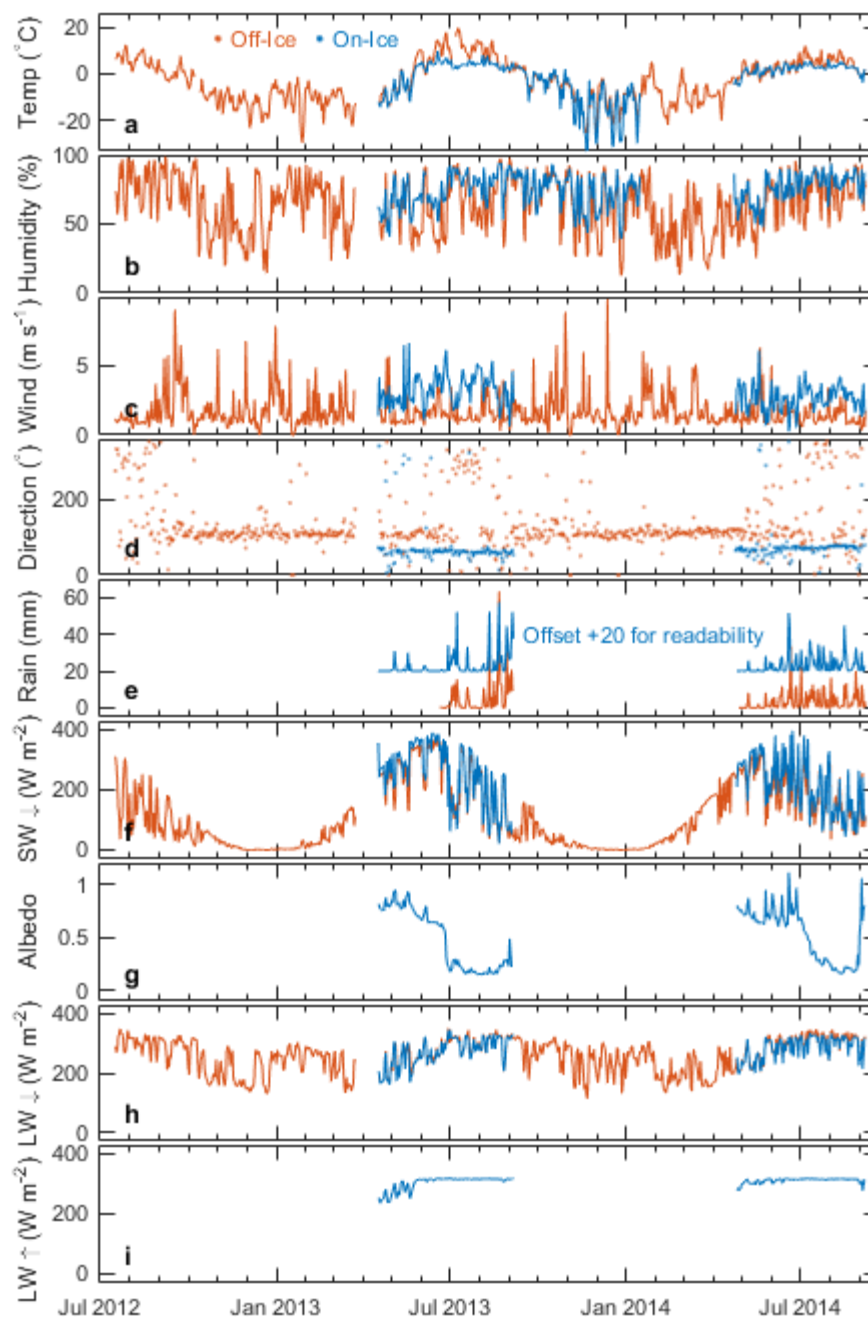 Temp (°C)
20
0
-20
Off-Ice
On-Ice
a
Humidity (%)
100
50
0
b
Wind (m s⁻¹)
5
0
c
Direction (°)
200
0
d
Rain (mm)
60
40
20
0
Offset +20 for readability
e
SW ↓ (W m⁻²)
400
200
0
f
Albedo
1
0.5
0
g
LW ↓ (W m⁻²)
400
200
0
h
LW ↑ (W m⁻²)
400
200
0
i
Jul 2012 Jan 2013 Jul 2013 Jan 2014 Jul 2014